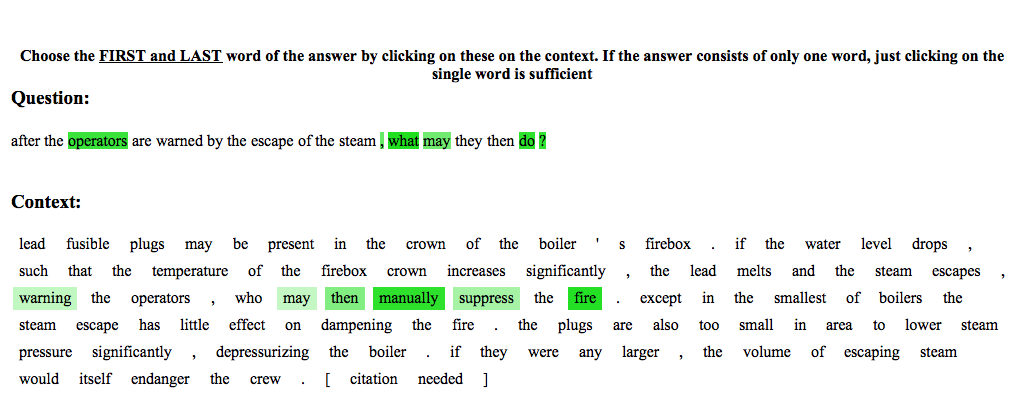 Choose the FIRST and LAST word of the answer by clicking on these on the context. If the answer consists of only one word, just clicking on the
single word is sufficient
Question:
after the operators are warned by the escape of the steam , what may they then do ?
Context:
lead fusible plugs may be present in the crown of the boiler ' s firebox . if the water level drops ,
such that the temperature of the firebox crown increases significantly , the lead melts and the steam escapes ,
warning the operators , who may then manually suppress the fire . except in the smallest of boilers the
steam escape has little effect on dampening the fire . the plugs are also too small in area to lower steam
pressure significantly , depressurizing the boiler . if they were any larger , the volume of escaping steam
would itself endanger the crew . [ citation needed ]